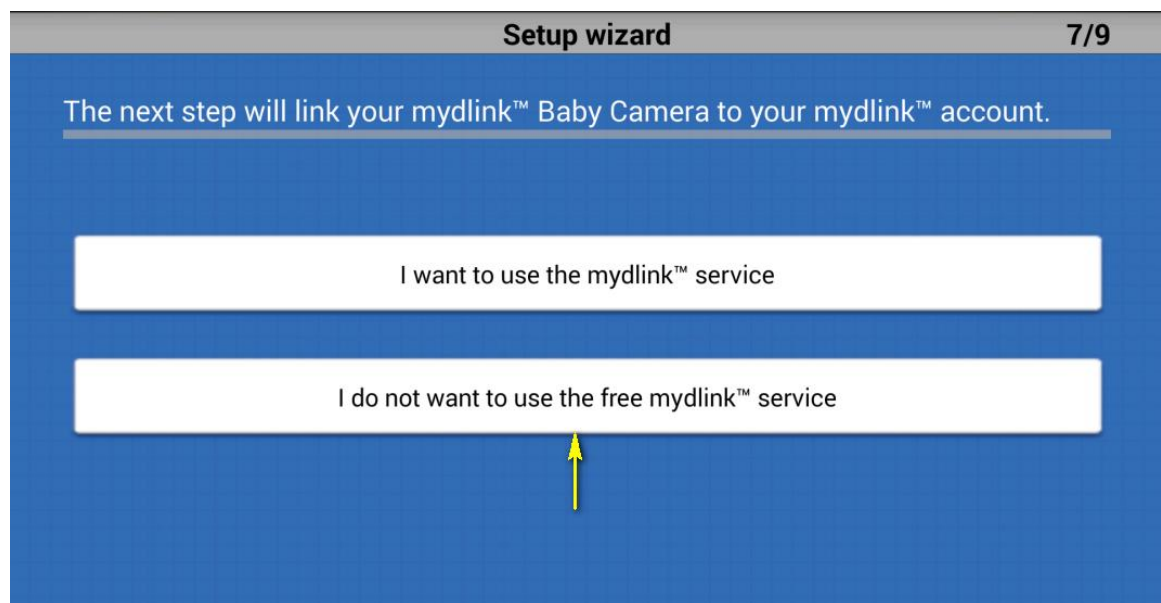 Setup wizard 7/9
The next step will link your mydlink™ Baby Camera to your mydlink™ account.
I want to use the mydlink™ service
I do not want to use the free mydlink™ service